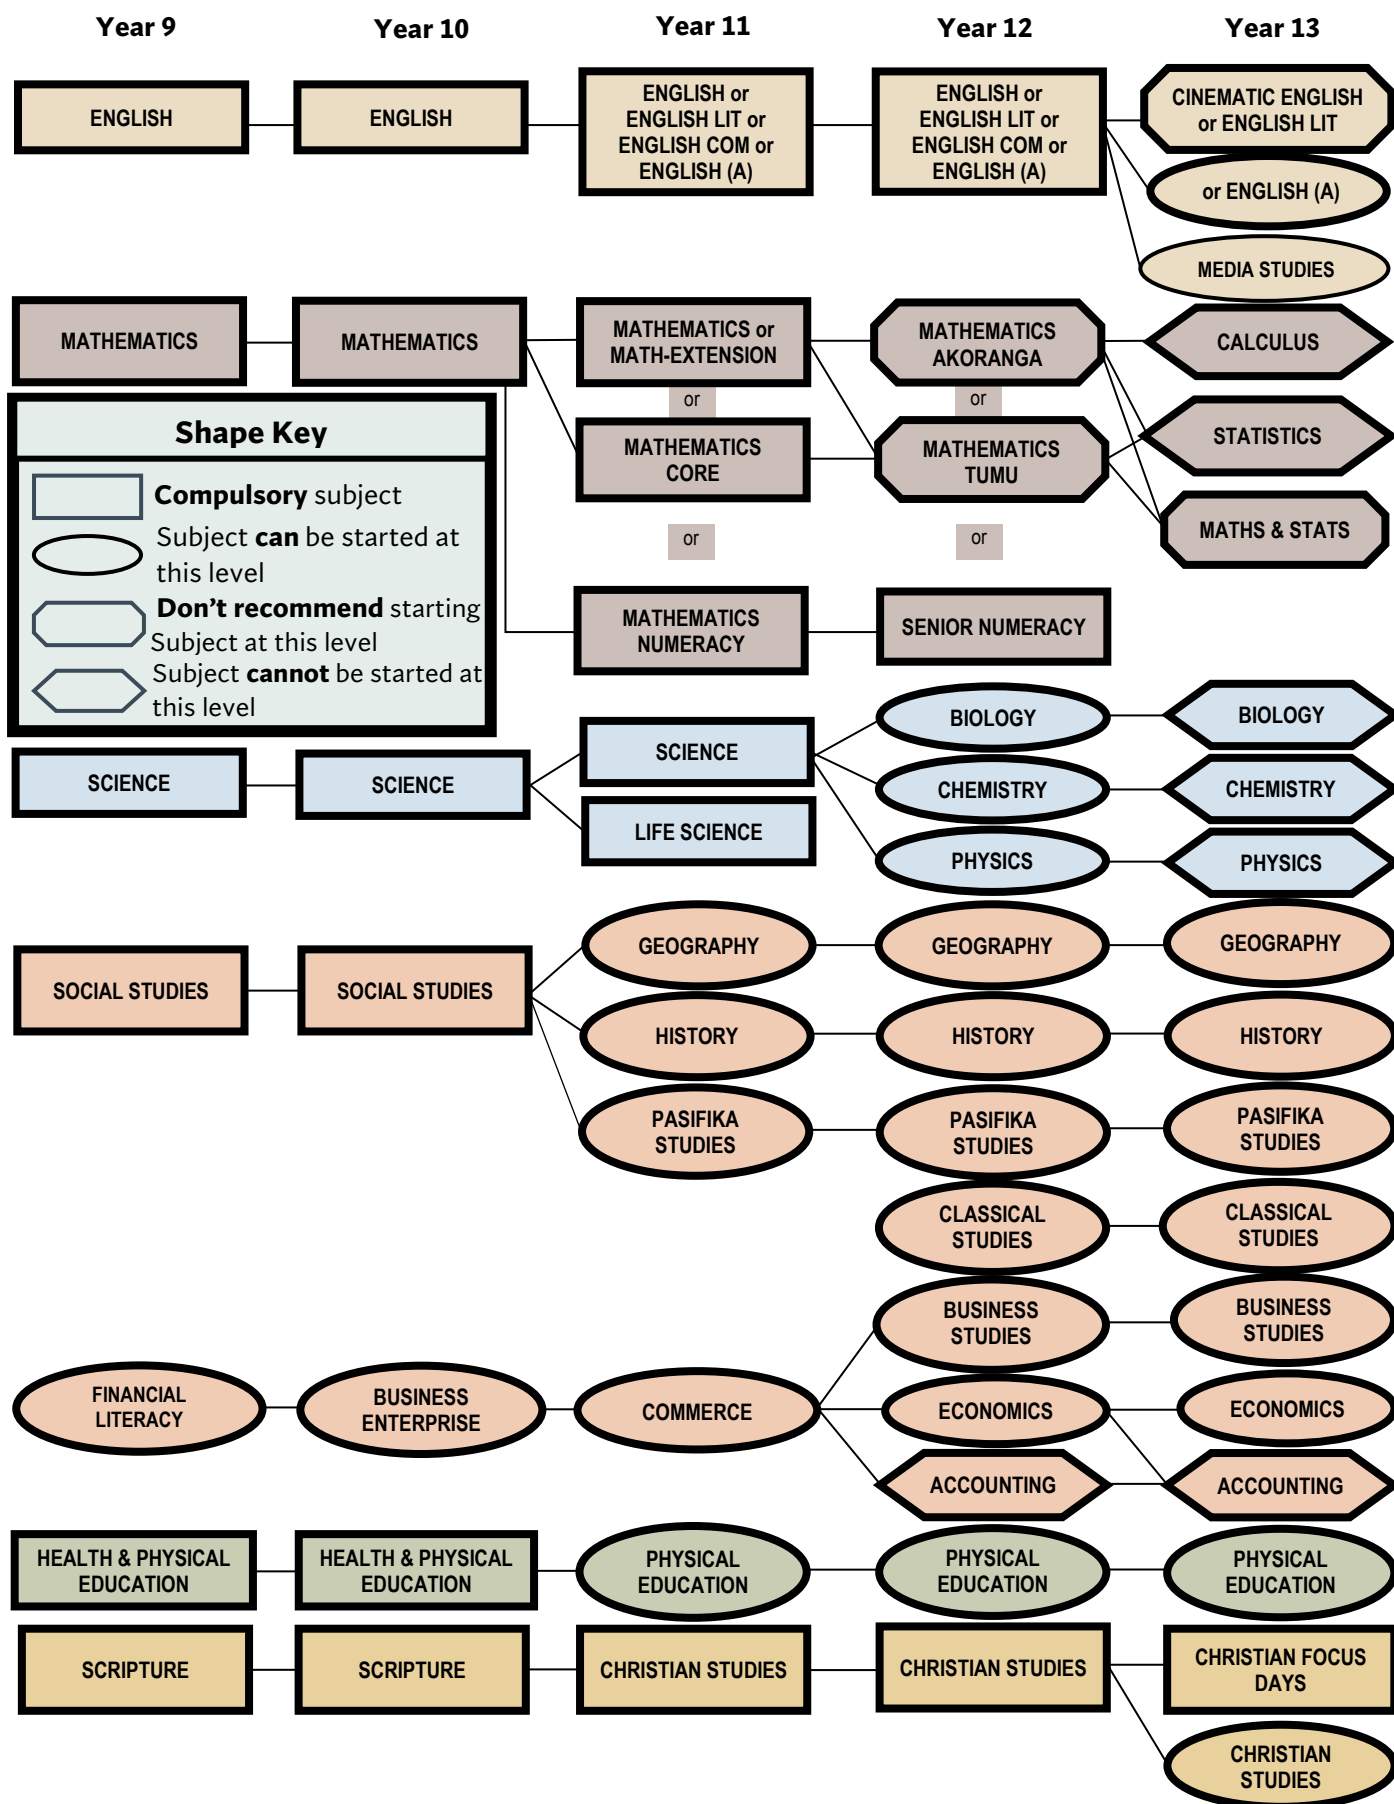 Year 9
Year 10
Year 11
Year 12
Year 13
ENGLISH
ENGLISH
ENGLISH or
ENGLISH LIT or
ENGLISH COM or
ENGLISH (A)
ENGLISH or
ENGLISH LIT or
ENGLISH COM or
ENGLISH (A)
CINEMATIC ENGLISH
or ENGLISH LIT
or ENGLISH (A)
MEDIA STUDIES
MATHEMATICS
MATHEMATICS
MATHEMATICS or
MATH-EXTENSION
MATHEMATICS
AKORANGA
CALCULUS
or
or
MATHEMATICS
CORE
MATHEMATICS
TUMU
STATISTICS
or
or
MATHS & STATS
MATHEMATICS
NUMERACY
SENIOR NUMERACY
Shape Key
Compulsory subject
Subject can be started at
this level
Don't recommend starting
Subject at this level
Subject cannot be started at
this level
SCIENCE
SCIENCE
SCIENCE
LIFE SCIENCE
BIOLOGY
BIOLOGY
CHEMISTRY
CHEMISTRY
PHYSICS
PHYSICS
SOCIAL STUDIES
SOCIAL STUDIES
GEOGRAPHY
GEOGRAPHY
GEOGRAPHY
HISTORY
HISTORY
HISTORY
PASIFIKA
STUDIES
PASIFIKA
STUDIES
PASIFIKA
STUDIES
CLASSICAL
STUDIES
CLASSICAL
STUDIES
BUSINESS
STUDIES
BUSINESS
STUDIES
FINANCIAL
LITERACY
BUSINESS
ENTERPRISE
COMMERCE
ECONOMICS
ECONOMICS
ACCOUNTING
ACCOUNTING
HEALTH & PHYSICAL
EDUCATION
HEALTH & PHYSICAL
EDUCATION
PHYSICAL
EDUCATION
PHYSICAL
EDUCATION
PHYSICAL
EDUCATION
SCRIPTURE
SCRIPTURE
CHRISTIAN STUDIES
CHRISTIAN STUDIES
CHRISTIAN FOCUS
DAYS
CHRISTIAN
STUDIES